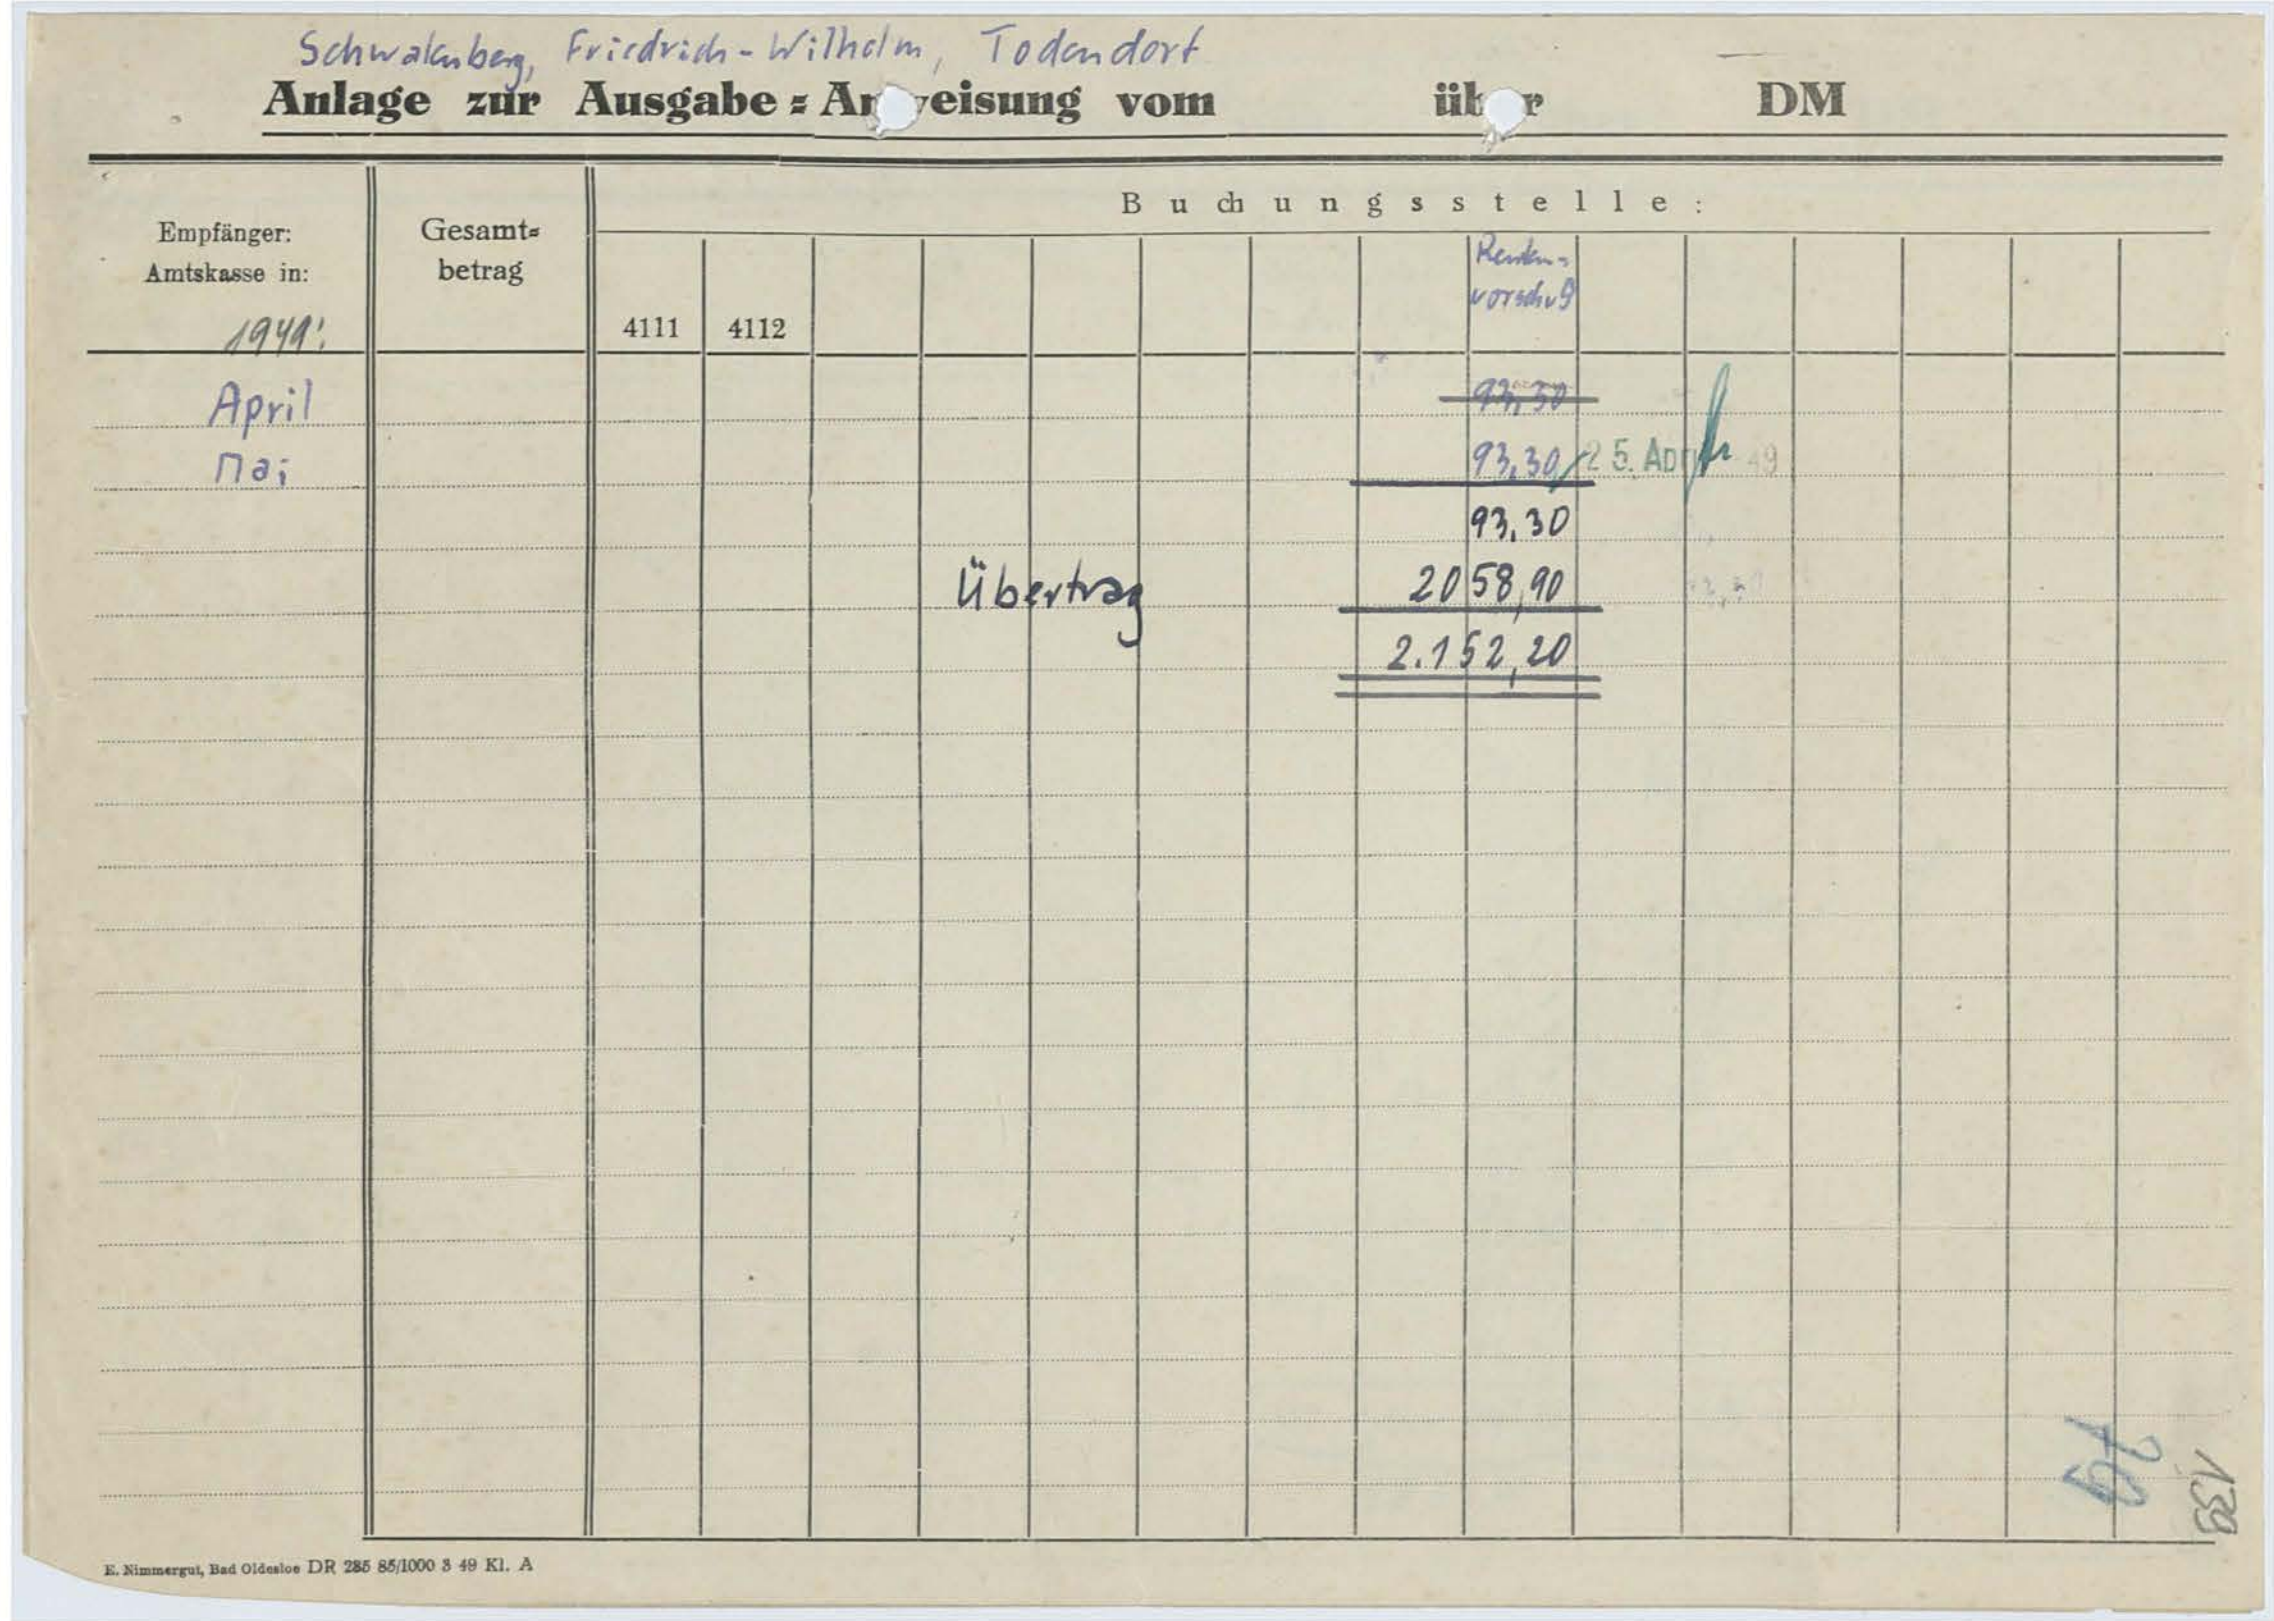 Schwalenberg, Friedrich-Wilhelm, Todendorf
Anlage zur Ausgabe=Anweisung vom über DM
Buchungsstelle:
Empfänger:
Amtskasse in:
Gesamt=
betrag
Renten-
vorschuß
1949:
4111 4112
April 93,30
Mai 93,30 25. Apr 49
93,30
Übertrag 2058,90
2.152,20
79
139
E. Nimmergut, Bad Oldesloe DR 285 85/1000 3 49 Kl. A